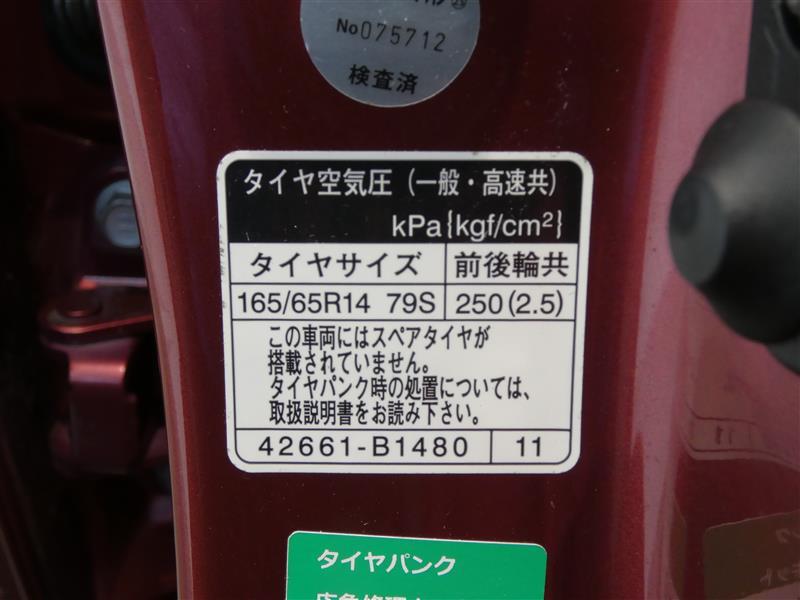 No075712
検査済
タイヤ空気圧（一般・高速共）
kPa{kgf/cm²}
タイヤサイズ 前後輪共
165/65R14 79S 250(2.5)
この車両にはスペアタイヤが
搭載されていません。
タイヤパンク時の処置については、
取扱説明書をお読み下さい。
42661-B1480 11
タイヤパンク
応急修理